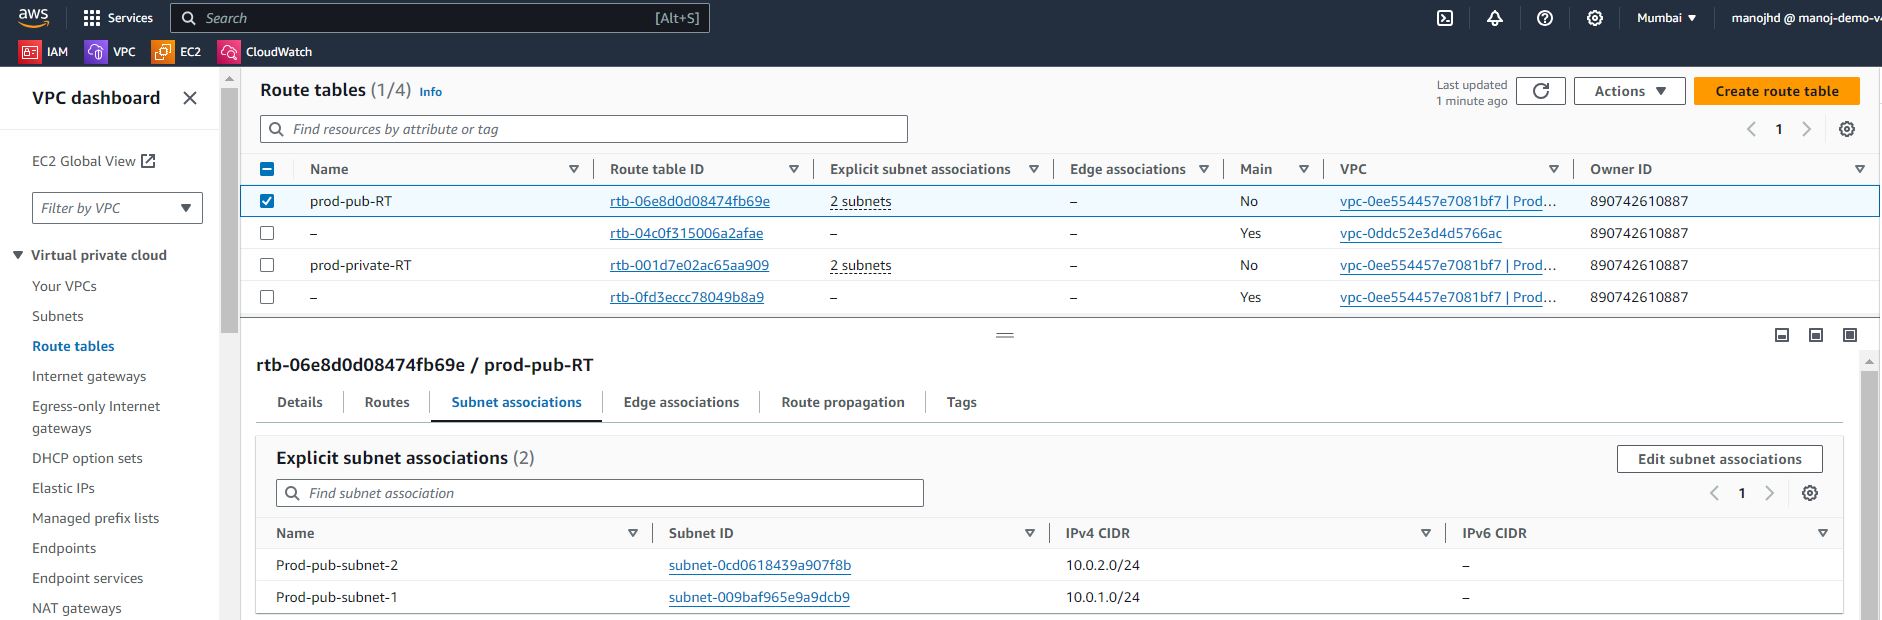 aws
Services
Search [Alt+S]
Mumbai ▼
manojhd @ manoj-demo-v4
IAM VPC EC2 CloudWatch
VPC dashboard
EC2 Global View
Filter by VPC
Virtual private cloud
Your VPCs
Subnets
Route tables
Internet gateways
Egress-only Internet
gateways
DHCP option sets
Elastic IPs
Managed prefix lists
Endpoints
Endpoint services
NAT gateways
Route tables (1/4) Info
Last updated
1 minute ago
Actions
Create route table
Find resources by attribute or tag
1
Name Route table ID Explicit subnet associations Edge associations Main VPC Owner ID
prod-pub-RT rtb-06e8d0d08474fb69e 2 subnets – No vpc-0ee554457e7081bf7 | Prod… 890742610887
– rtb-04c0f315006a2afae – – Yes vpc-0ddc52e3d4d5766ac 890742610887
prod-private-RT rtb-001d7e02ac65aa909 2 subnets – No vpc-0ee554457e7081bf7 | Prod… 890742610887
– rtb-0fd3eccc78049b8a9 – – Yes vpc-0ee554457e7081bf7 | Prod… 890742610887
rtb-06e8d0d08474fb69e / prod-pub-RT
Details Routes Subnet associations Edge associations Route propagation Tags
Explicit subnet associations (2)
Edit subnet associations
Find subnet association
1
Name Subnet ID IPv4 CIDR IPv6 CIDR
Prod-pub-subnet-2 subnet-0cd0618439a907f8b 10.0.2.0/24 –
Prod-pub-subnet-1 subnet-009baf965e9a9dcb9 10.0.1.0/24 –